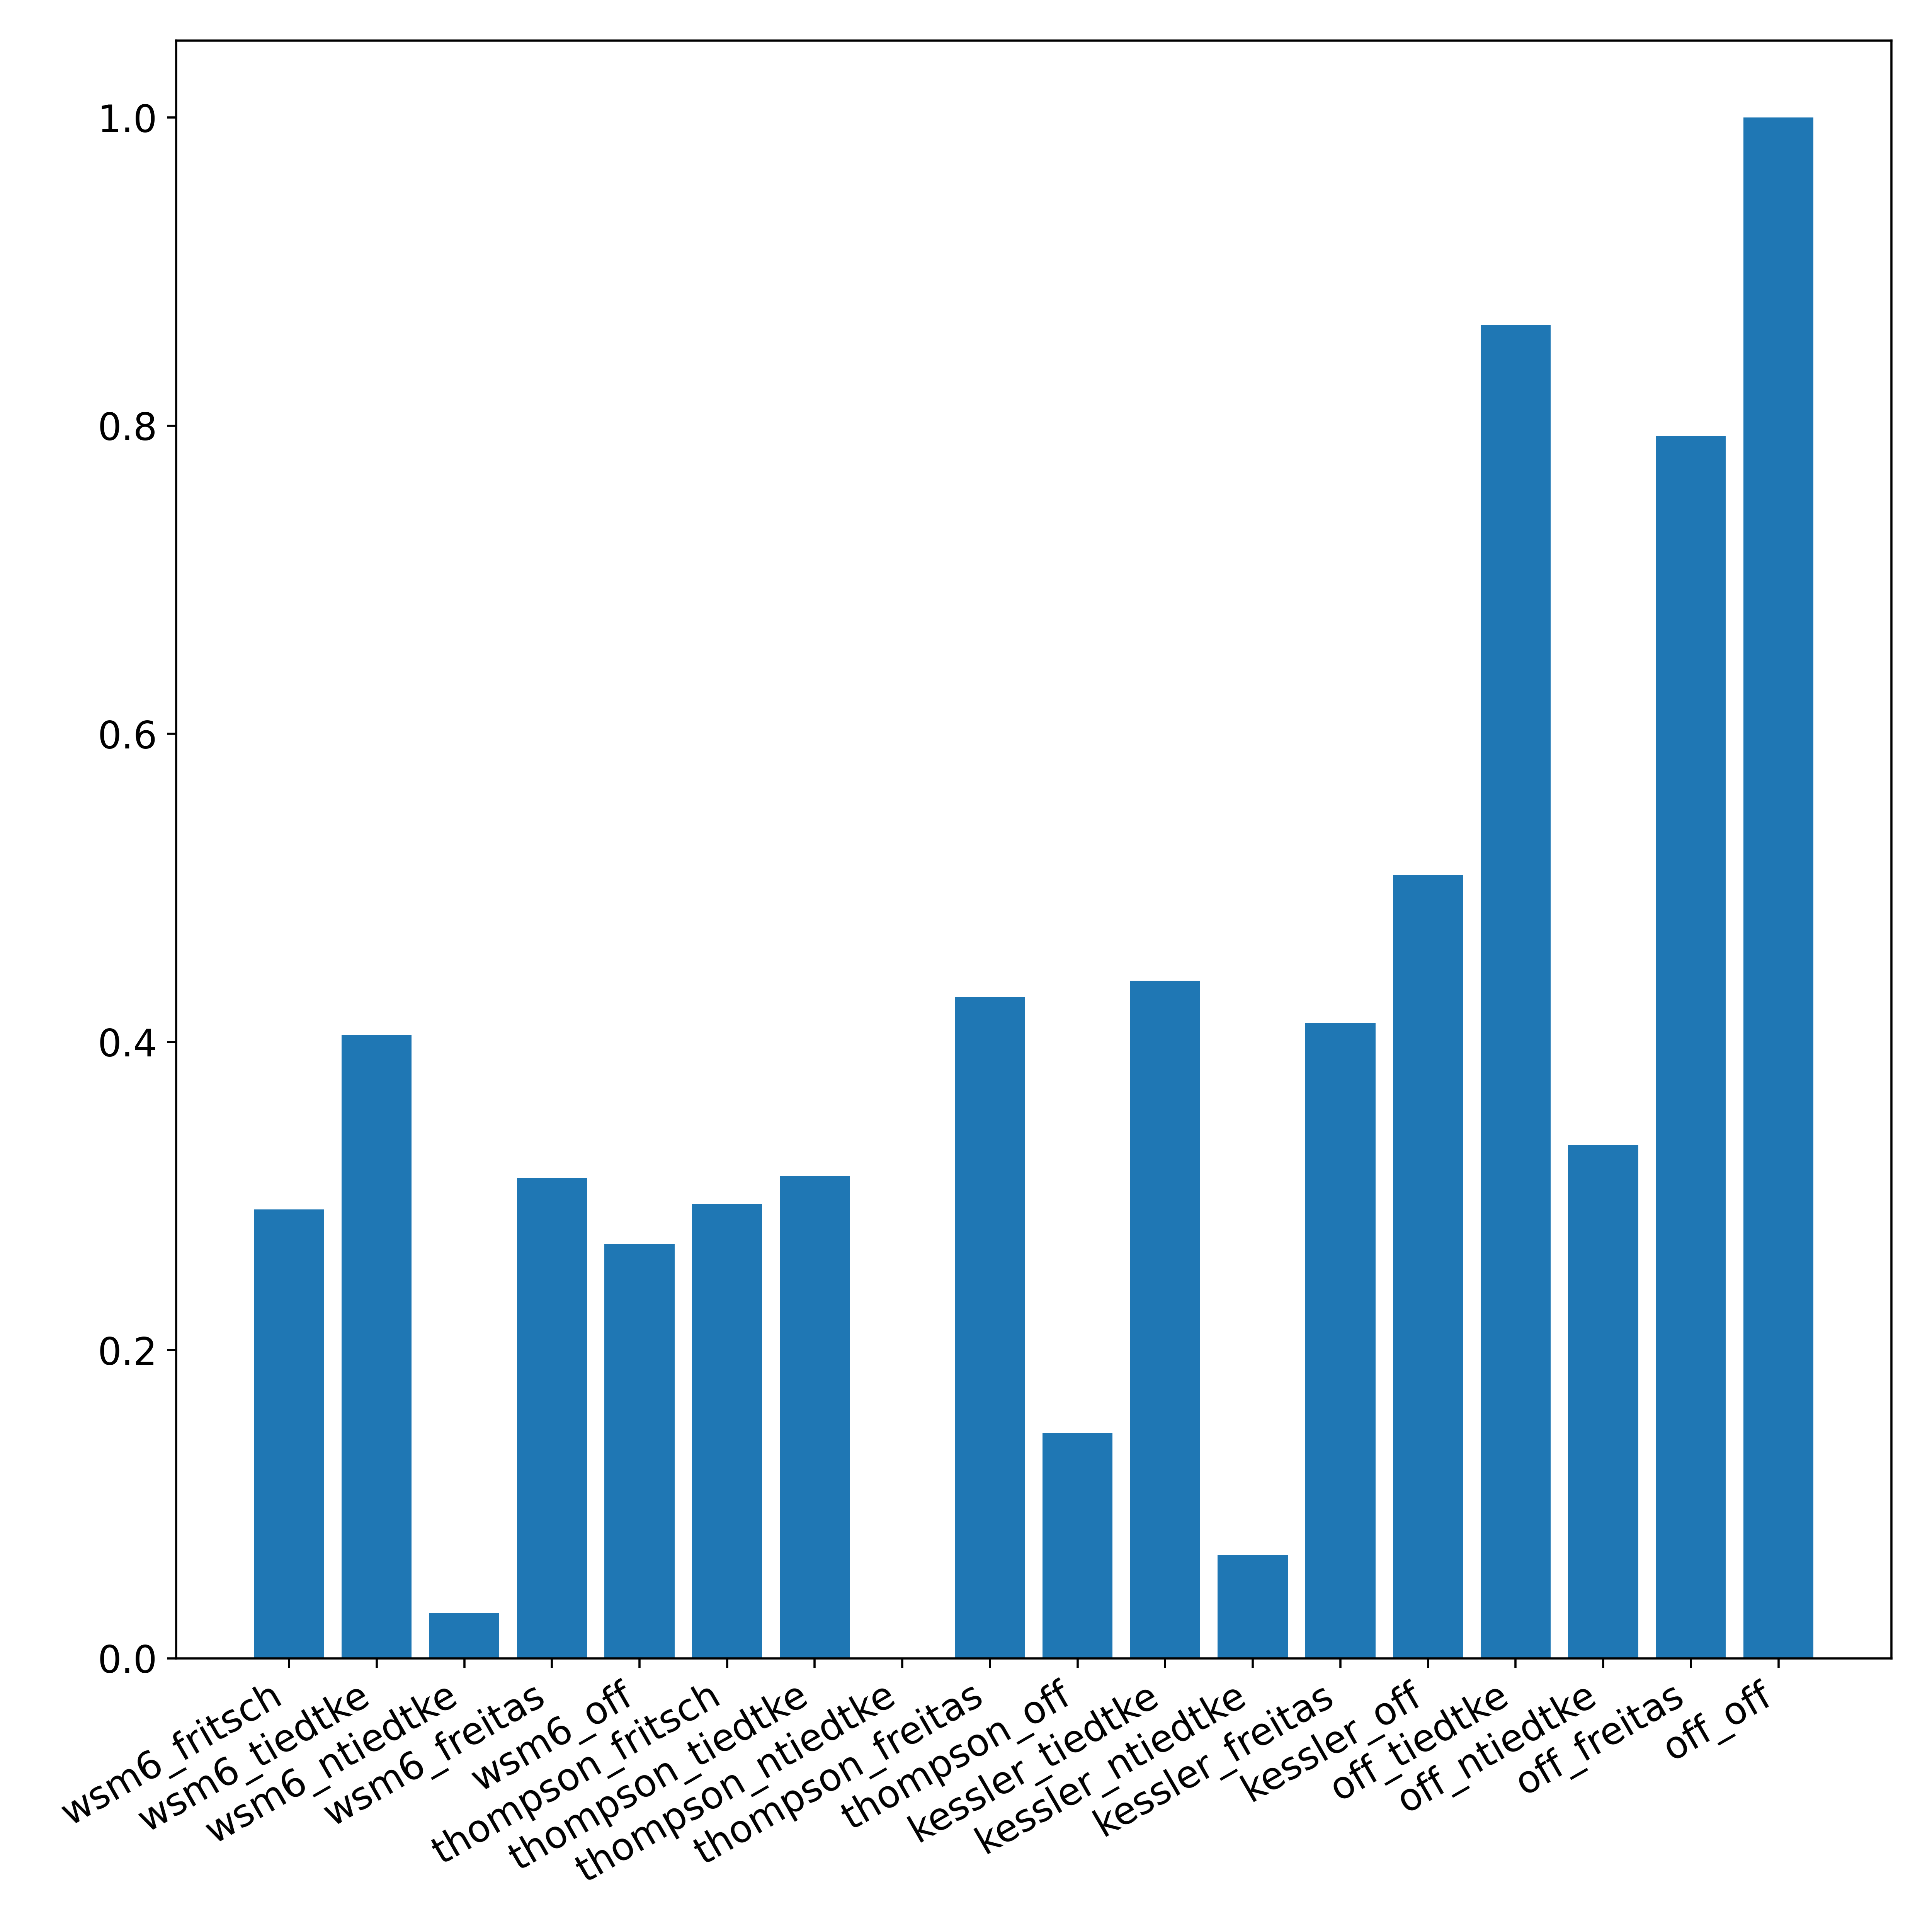 1.0
0.8
0.6
0.4
0.2
0.0
wsm6_fritsch
wsm6_tiedtke
wsm6_ntiedtke
wsm6_freitas
wsm6_off
thompson_fritsch
thompson_tiedtke
thompson_ntiedtke
thompson_freitas
thompson_off
kessler_tiedtke
kessler_ntiedtke
kessler_freitas
kessler_off
off_tiedtke
off_ntiedtke
off_freitas
off_off